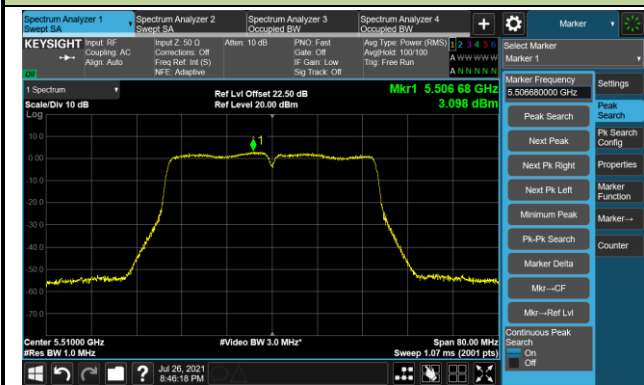 Spectrum Analyzer 1
Swept SA
Spectrum Analyzer 2
Swept SA
Spectrum Analyzer 3
Occupied BW
Spectrum Analyzer 4
Occupied BW
+
Marker
KEYSIGHT
Input: RF
Coupling: AC
Align: Auto
Input Z: 50 Ω
Corrections: Off
Freq Ref: Int (S)
NFE: Adaptive
Atten: 10 dB
PNO: Fast
Gate: Off
IF Gain: Low
Sig Track: Off
Avg Type: Power (RMS)
Avg|Hold: 100/100
Trig: Free Run
1 2 3 4 5 6
A W W W W W
A N N N N N
Select Marker
Marker 1
1 Spectrum
Scale/Div 10 dB
Log
Ref Lvl Offset 22.50 dB
Ref Level 20.00 dBm
Mkr1 5.506 68 GHz
3.098 dBm
10.0
0.00
-10.0
-20.0
-30.0
-40.0
-50.0
-60.0
-70.0
1
Center 5.51000 GHz
#Res BW 1.0 MHz
#Video BW 3.0 MHz*
Span 80.00 MHz
Sweep 1.07 ms (2001 pts)
Marker Frequency
5.506680000 GHz
Peak Search
Next Peak
Next Pk Right
Next Pk Left
Minimum Peak
Pk-Pk Search
Marker Delta
Mkr→CF
Mkr→Ref Lvl
Continuous Peak
Search
On
Off
Settings
Peak
Search
Pk Search
Config
Properties
Marker
Function
Marker→
Counter
?
Jul 26, 2021
8:46:18 PM